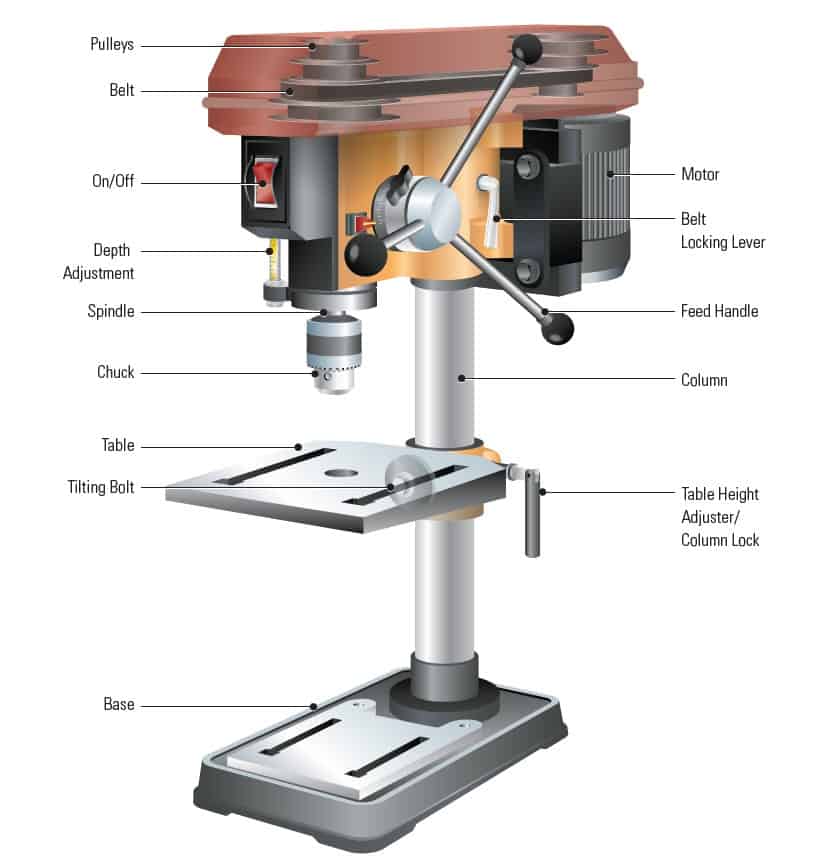 Pulleys
Belt
On/Off
Depth
Adjustment
Spindle
Chuck
Table
Tilting Bolt
Base
Motor
Belt
Locking Lever
Feed Handle
Column
Table Height
Adjuster/
Column Lock